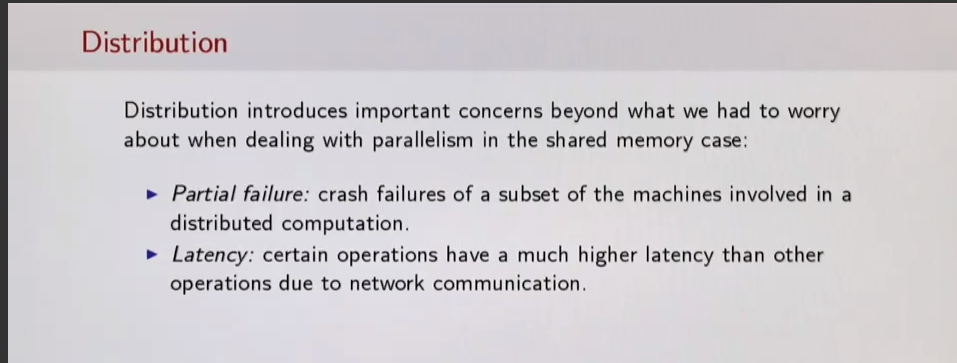 Distribution
Distribution introduces important concerns beyond what we had to worry
about when dealing with parallelism in the shared memory case:
▶ Partial failure: crash failures of a subset of the machines involved in a
distributed computation.
▶ Latency: certain operations have a much higher latency than other
operations due to network communication.